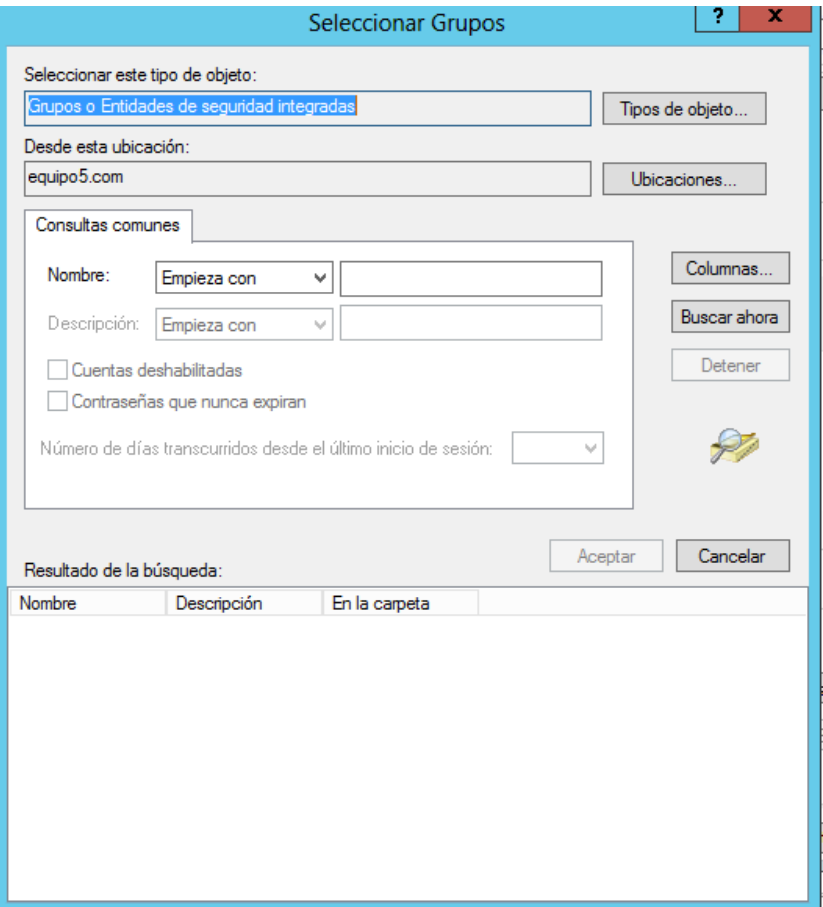 Seleccionar Grupos
? x
Seleccionar este tipo de objeto:
Grupos o Entidades de seguridad integradas
Tipos de objeto...
Desde esta ubicación:
equipo5.com
Ubicaciones...
Consultas comunes
Nombre:
Empieza con
Columnas...
Descripción:
Empieza con
Buscar ahora
Cuentas deshabilitadas
Detener
Contraseñas que nunca expiran
Número de días transcurridos desde el último inicio de sesión:
Aceptar
Cancelar
Resultado de la búsqueda:
Nombre
Descripción
En la carpeta